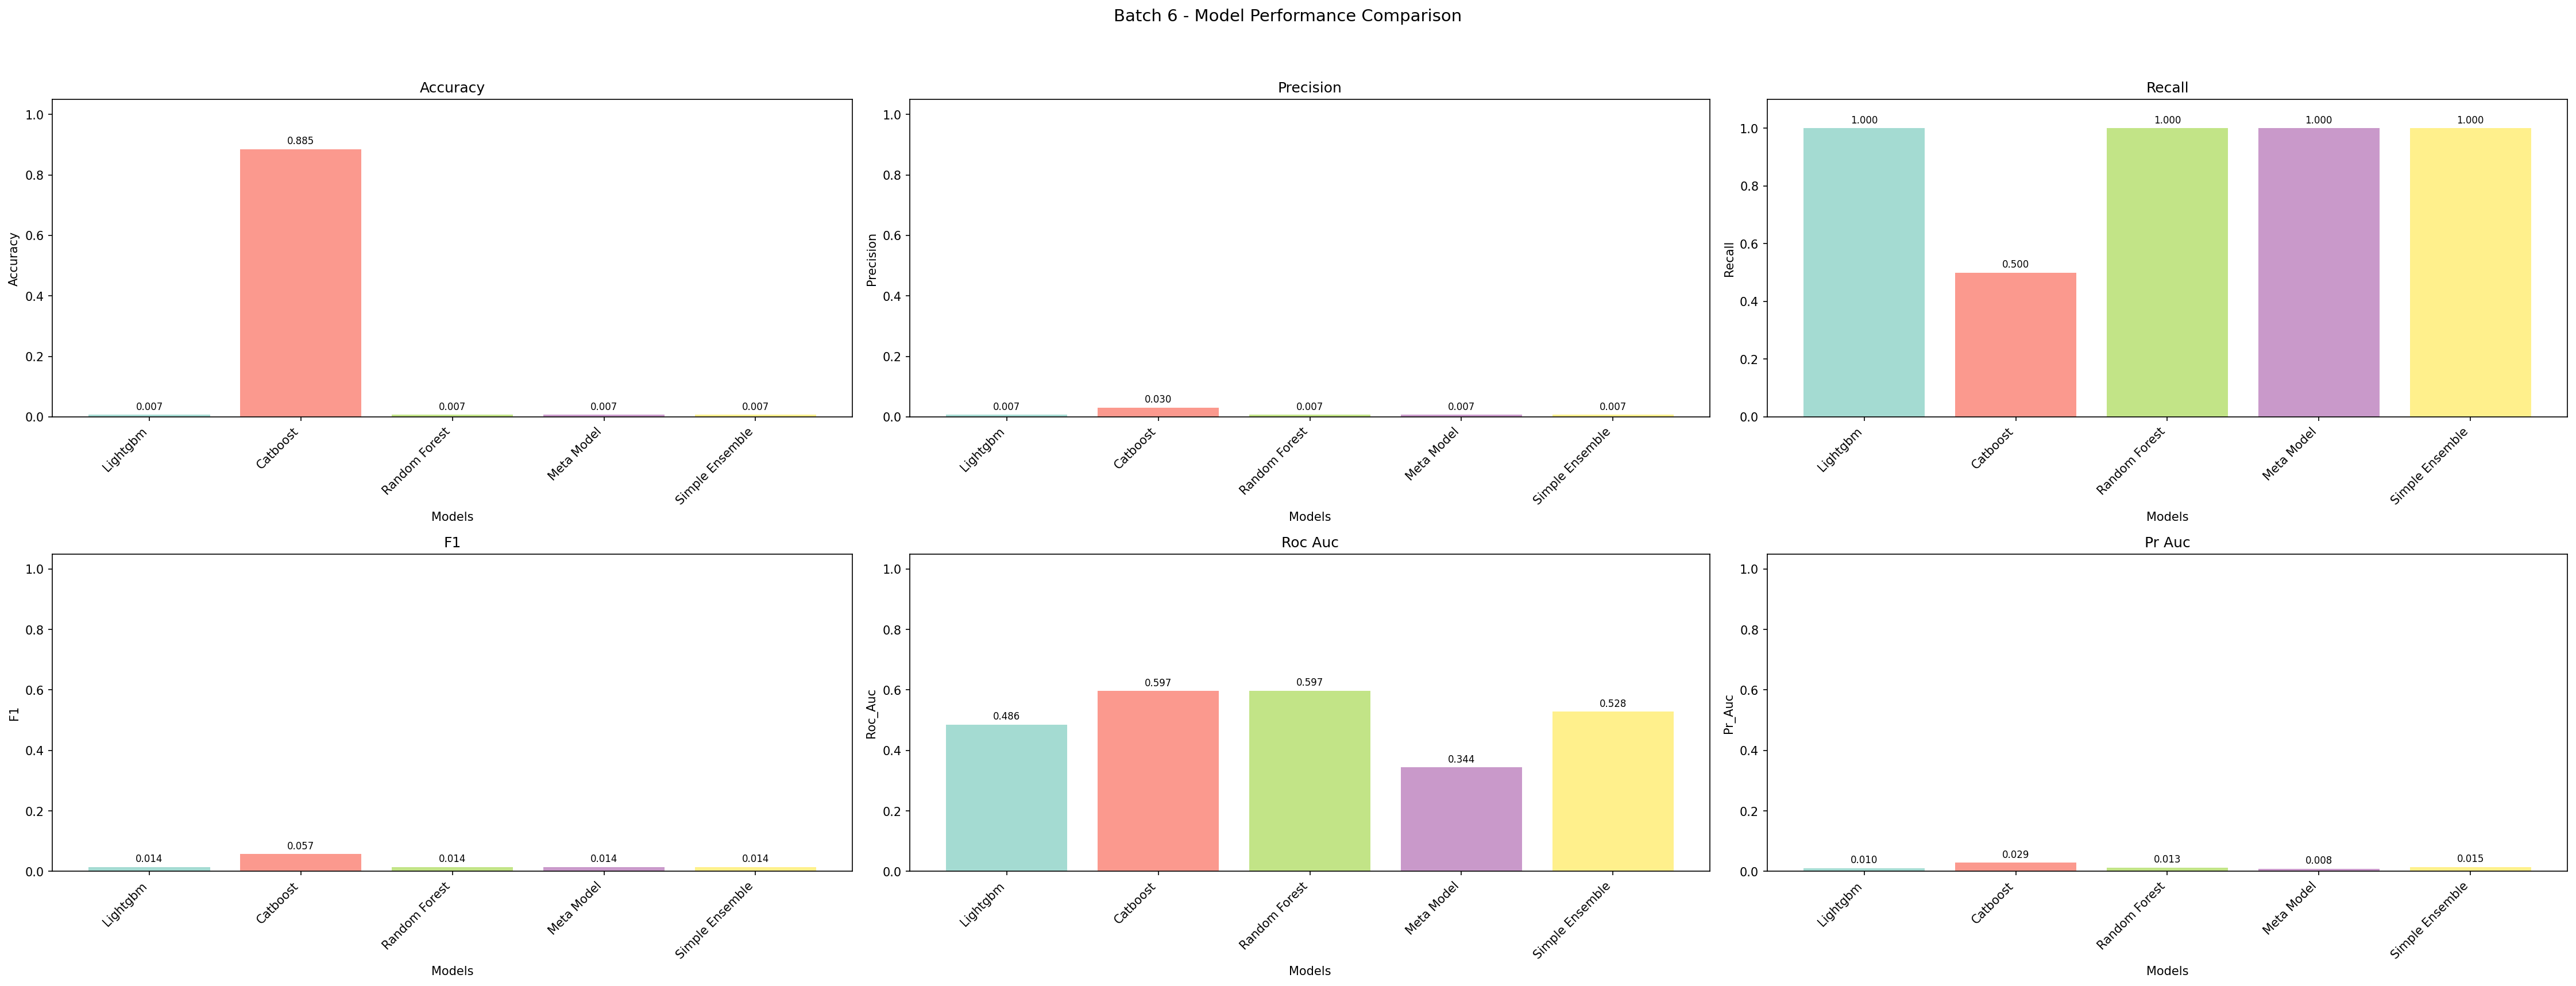 Batch 6 - Model Performance Comparison
Accuracy
Accuracy
1.0
0.8
0.6
0.4
0.2
0.0
0.007
0.885
0.007
0.007
0.007
Lightgbm
Catboost
Random Forest
Meta Model
Simple Ensemble
Models
Precision
Precision
1.0
0.8
0.6
0.4
0.2
0.0
0.007
0.030
0.007
0.007
0.007
Lightgbm
Catboost
Random Forest
Meta Model
Simple Ensemble
Models
Recall
Recall
1.0
0.8
0.6
0.4
0.2
0.0
1.000
0.500
1.000
1.000
1.000
Lightgbm
Catboost
Random Forest
Meta Model
Simple Ensemble
Models
F1
F1
1.0
0.8
0.6
0.4
0.2
0.0
0.014
0.057
0.014
0.014
0.014
Lightgbm
Catboost
Random Forest
Meta Model
Simple Ensemble
Models
Roc Auc
Roc_Auc
1.0
0.8
0.6
0.4
0.2
0.0
0.486
0.597
0.597
0.344
0.528
Lightgbm
Catboost
Random Forest
Meta Model
Simple Ensemble
Models
Pr Auc
Pr_Auc
1.0
0.8
0.6
0.4
0.2
0.0
0.010
0.029
0.013
0.008
0.015
Lightgbm
Catboost
Random Forest
Meta Model
Simple Ensemble
Models